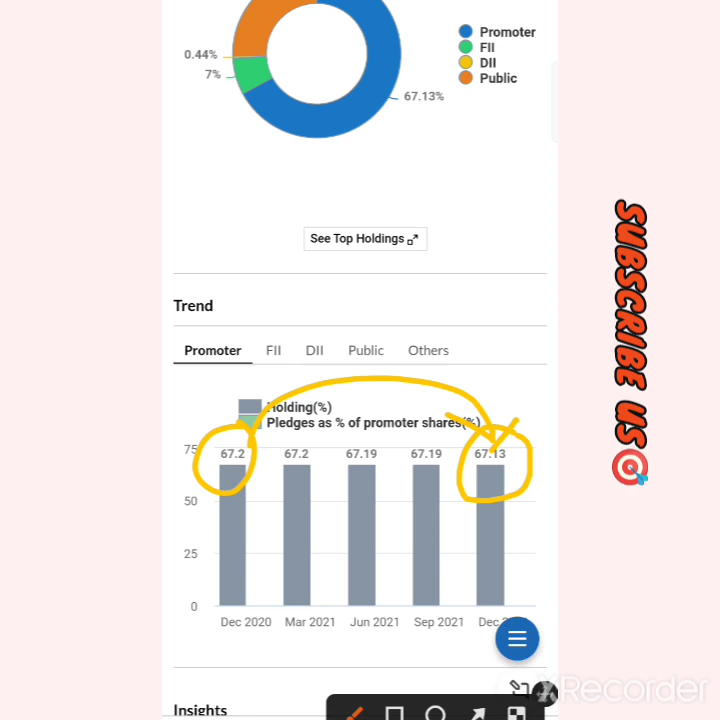 Promoter
FII
0.44%
DII
7%
Public
67.13%
See Top Holdings
Trend
Promoter FII DII Public Others
Holding(%)
Pledges as % of promoter shares(%)
75
67.2 67.2 67.19 67.19 67.13
50
25
0
Dec 2020 Mar 2021 Jun 2021 Sep 2021 Dec
Insights
SUBSCRIBE US
XRecorder